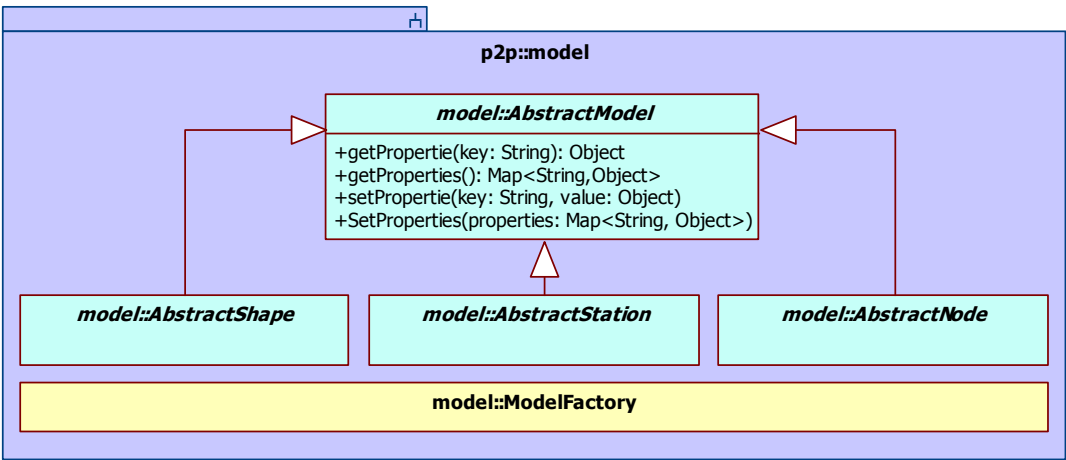 p2p::model
model::AbstractModel
+getPropertie(key: String): Object
+getProperties(): Map<String,Object>
+setPropertie(key: String, value: Object)
+SetProperties(properties: Map<String, Object>)
model::AbstractShape
model::AbstractStation
model::AbstractNode
model::ModelFactory